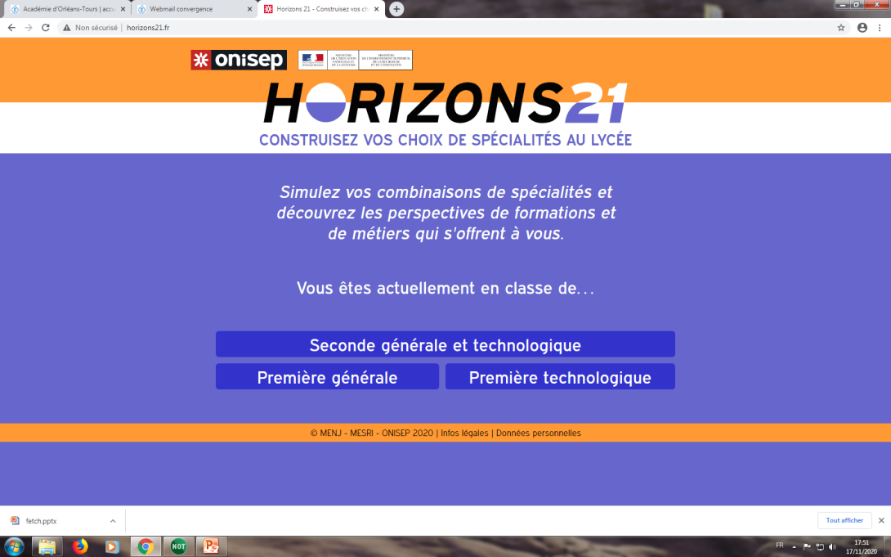 Académie d'Orléans-Tours | accu
Webmail convergence
Horizons 21 - Construisez vos ch
Non sécurisé | horizons21.fr
onisep
HORIZONS21
CONSTRUISEZ VOS CHOIX DE SPÉCIALITÉS AU LYCÉE
Simulez vos combinaisons de spécialités et
découvrez les perspectives de formations et
de métiers qui s'offrent à vous.
Vous êtes actuellement en classe de...
Seconde générale et technologique
Première générale
Première technologique
© MENJ - MESRI - ONISEP 2020 | Infos légales | Données personnelles
fetch.pptx
Tout afficher
NOT
FR
17:51
17/11/2020